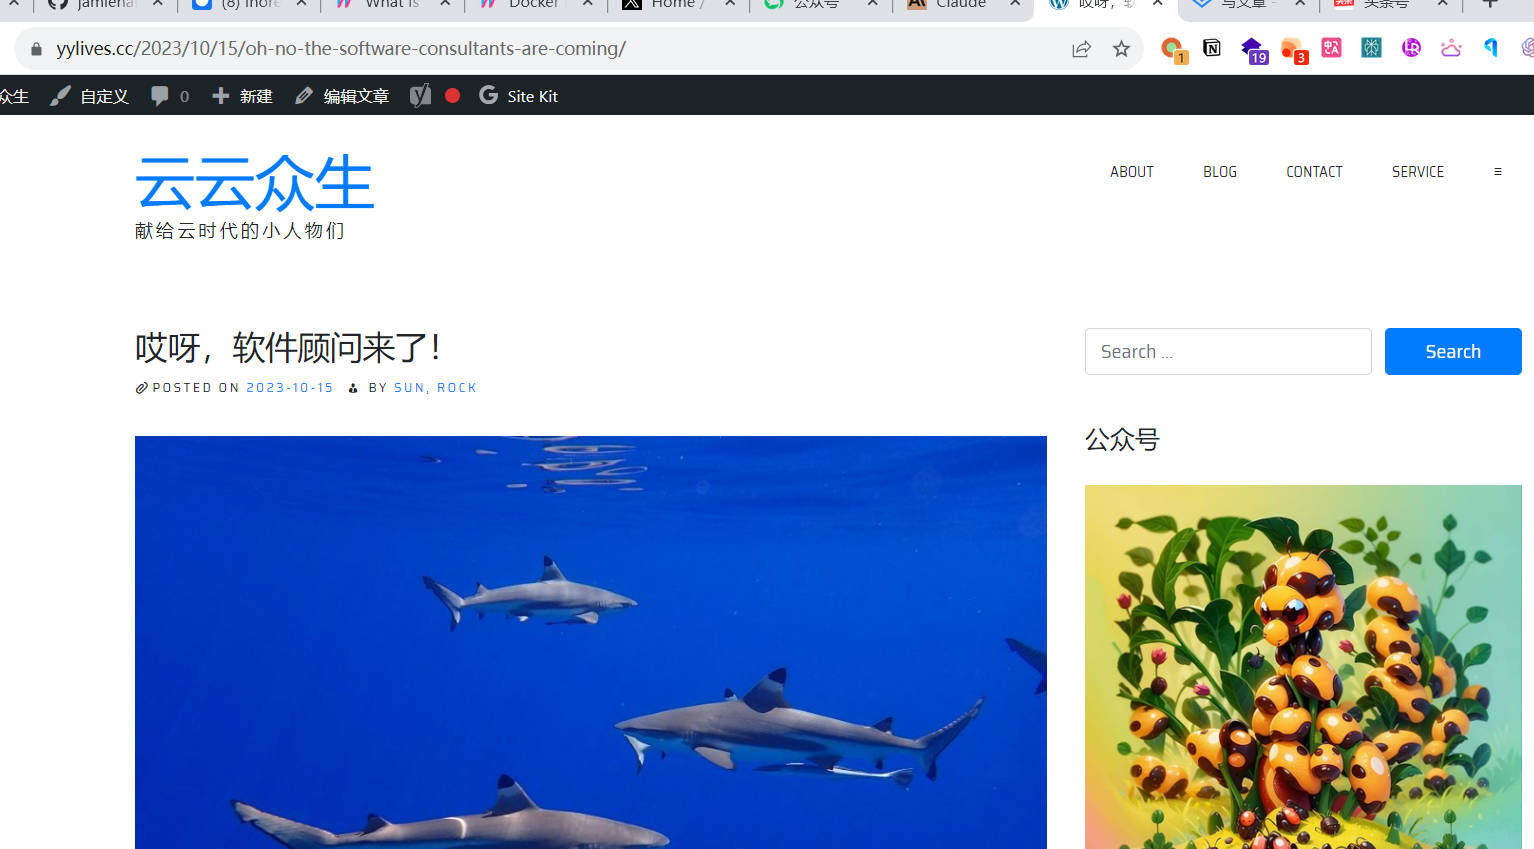 jamieha
(8) Inore
What is
Docker
Home /
公众号
Claude
哎呀，
写文章 -
头条号
yylives.cc/2023/10/15/oh-no-the-software-consultants-are-coming/
1
19
3
众生
自定义
0
新建
编辑文章
Site Kit
云云众生
献给云时代的小人物们
ABOUT
BLOG
CONTACT
SERVICE
哎呀，软件顾问来了！
POSTED ON 2023-10-15 BY SUN, ROCK
Search ...
Search
公众号